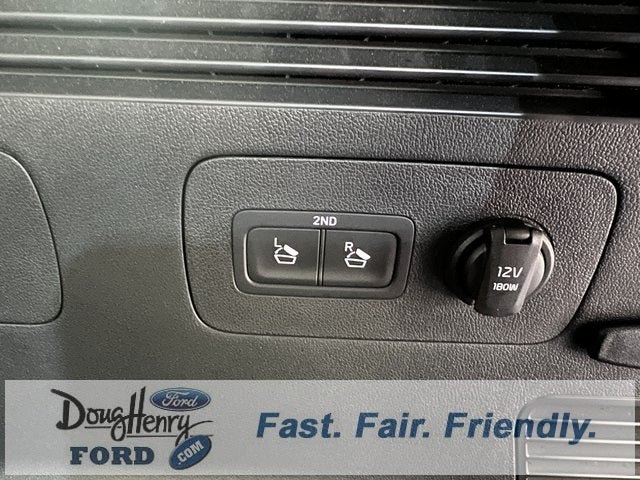 2ND
L R
12V
180W
Ford
Doug Henry
FORD .COM
Fast. Fair. Friendly.